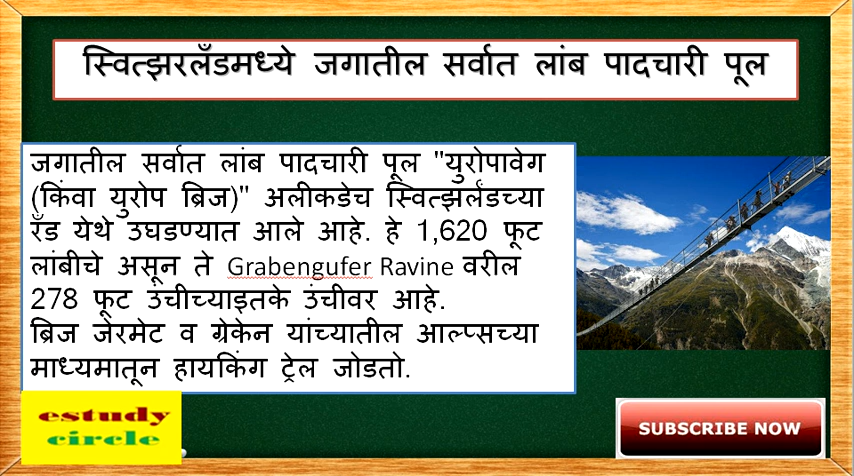 स्वित्झरलँडमध्ये जगातील सर्वात लांब पादचारी पूल
जगातील सर्वात लांब पादचारी पूल "युरोपावेग
(किंवा युरोप ब्रिज)" अलीकडेच स्वित्झर्लंडच्या
रँड येथे उघडण्यात आले आहे. हे 1,620 फूट
लांबीचे असून ते Grabengufer Ravine वरील
278 फूट उंचीच्याइतके उंचीवर आहे.
ब्रिज जेरमेट व ग्रेकेन यांच्यातील आल्प्सच्या
माध्यमातून हायकिंग ट्रेल जोडतो.
estudy
circle
SUBSCRIBE NOW